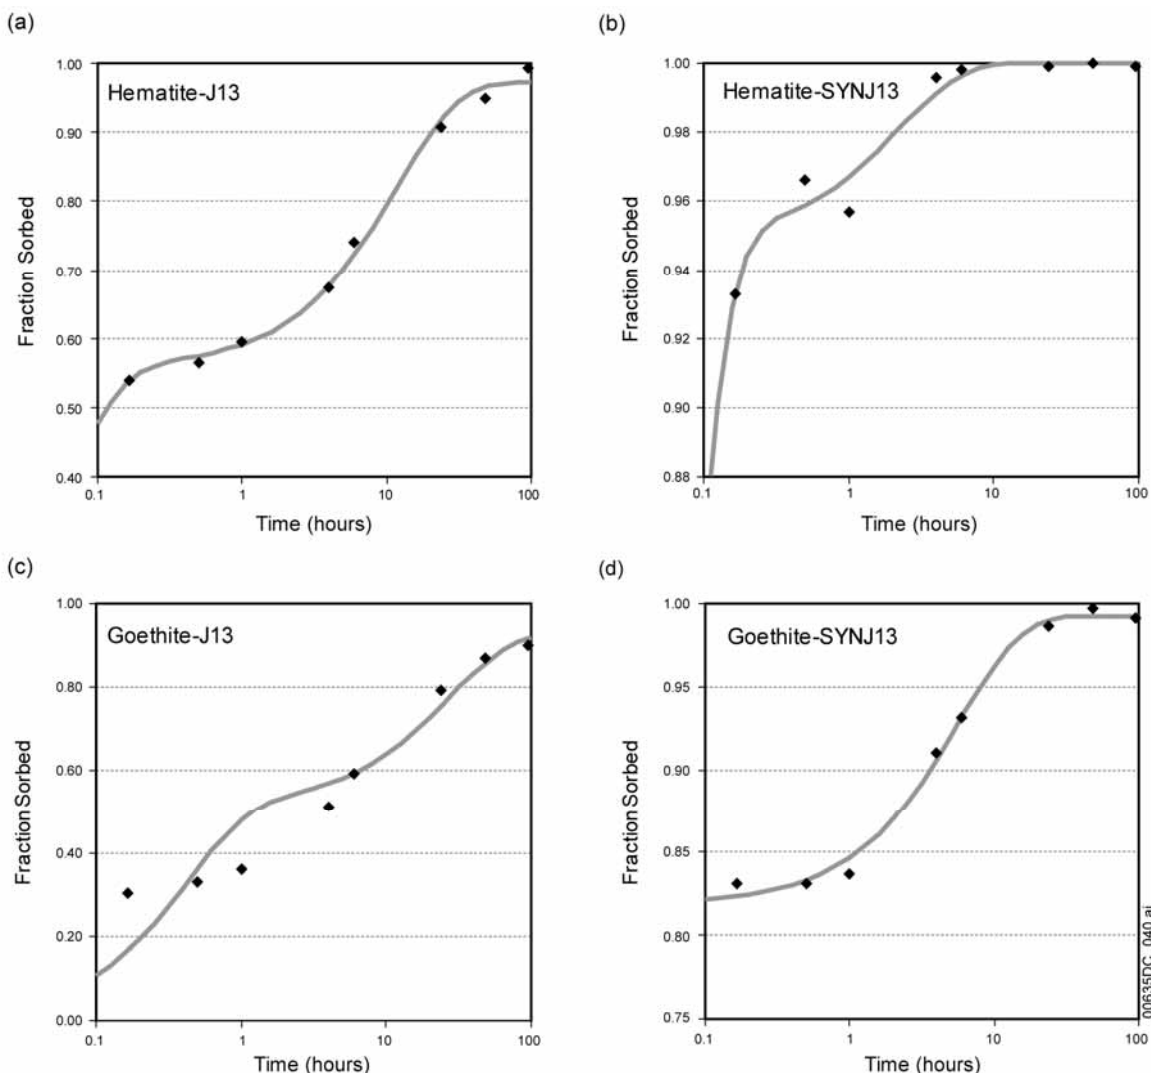 (a)
Hematite-J13
Fraction Sorbed
1.00
0.90
0.80
0.70
0.60
0.50
0.40
0.1 1 10 100
Time (hours)
(b)
Hematite-SYNJ13
Fraction Sorbed
1.00
0.98
0.96
0.94
0.92
0.90
0.88
0.1 1 10 100
Time (hours)
(c)
Goethite-J13
Fraction Sorbed
1.00
0.80
0.60
0.40
0.20
0.00
0.1 1 10 100
Time (hours)
(d)
Goethite-SYNJ13
Fraction Sorbed
1.00
0.95
0.90
0.85
0.80
0.75
0.1 1 10 100
Time (hours)
00635DC_040.ai